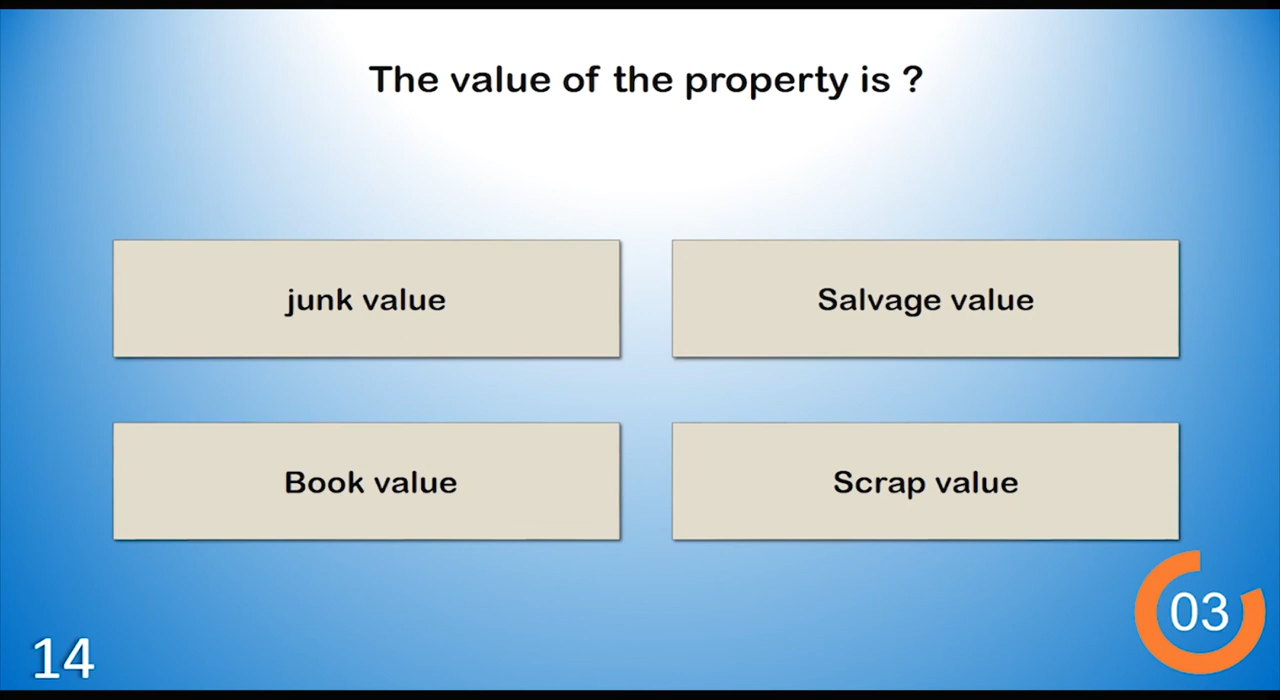 The value of the property is ?
junk value
Salvage value
Book value
Scrap value
03
14